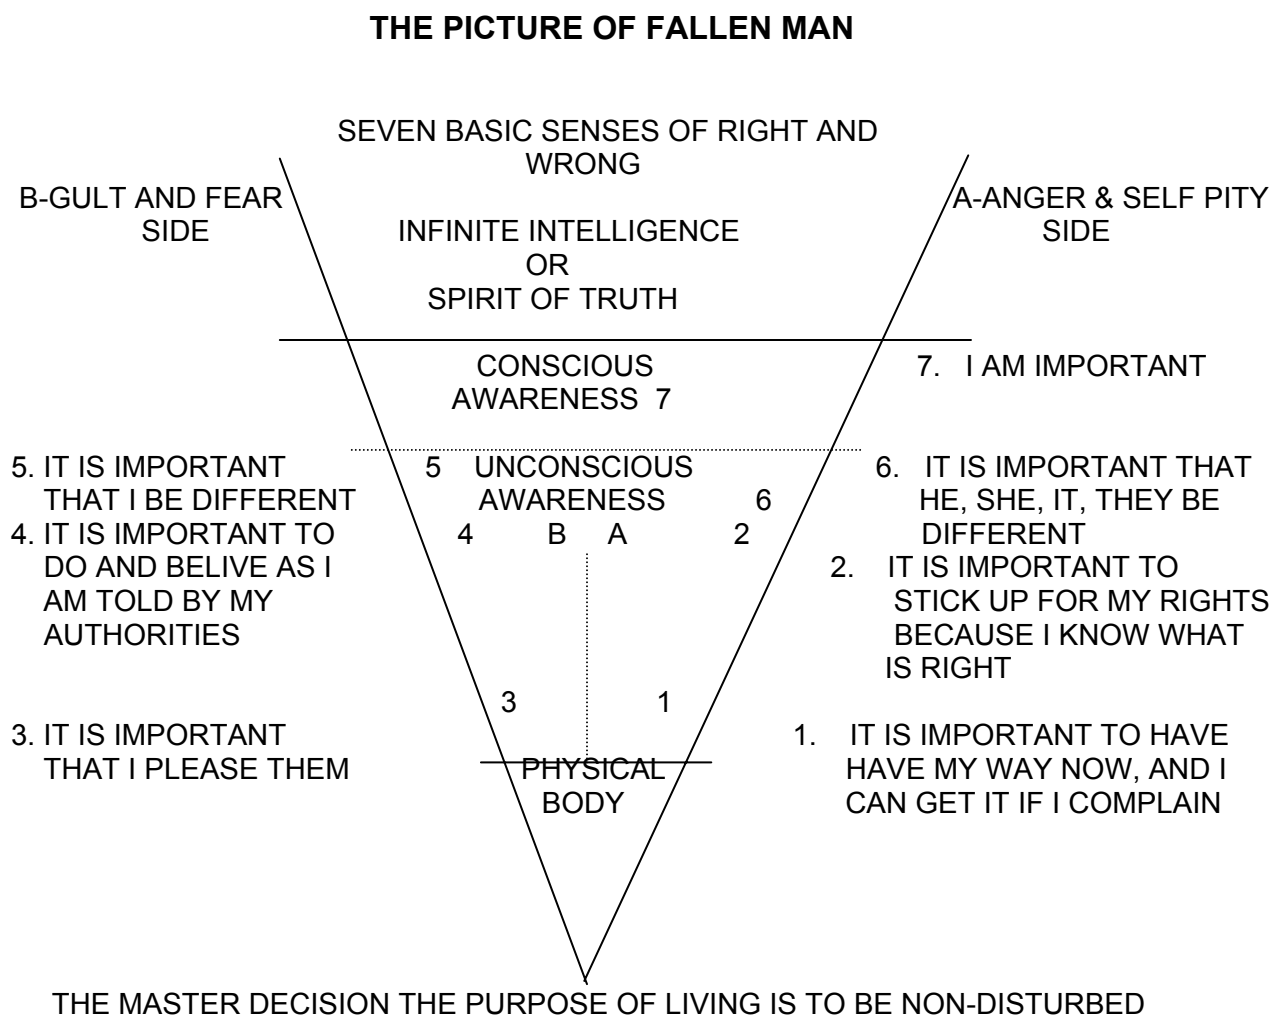 THE PICTURE OF FALLEN MAN
SEVEN BASIC SENSES OF RIGHT AND
WRONG
B-GULT AND FEAR
SIDE
INFINITE INTELLIGENCE
OR
SPIRIT OF TRUTH
A-ANGER & SELF PITY
SIDE
CONSCIOUS
AWARENESS 7
7. I AM IMPORTANT
5. IT IS IMPORTANT
THAT I BE DIFFERENT
4. IT IS IMPORTANT TO
DO AND BELIVE AS I
AM TOLD BY MY
AUTHORITIES
5 UNCONSCIOUS
AWARENESS 6
4 B A 2
6. IT IS IMPORTANT THAT
HE, SHE, IT, THEY BE
DIFFERENT
2. IT IS IMPORTANT TO
STICK UP FOR MY RIGHTS
BECAUSE I KNOW WHAT
IS RIGHT
3 1
3. IT IS IMPORTANT
THAT I PLEASE THEM
PHYSICAL
BODY
1. IT IS IMPORTANT TO HAVE
HAVE MY WAY NOW, AND I
CAN GET IT IF I COMPLAIN
THE MASTER DECISION THE PURPOSE OF LIVING IS TO BE NON-DISTURBED